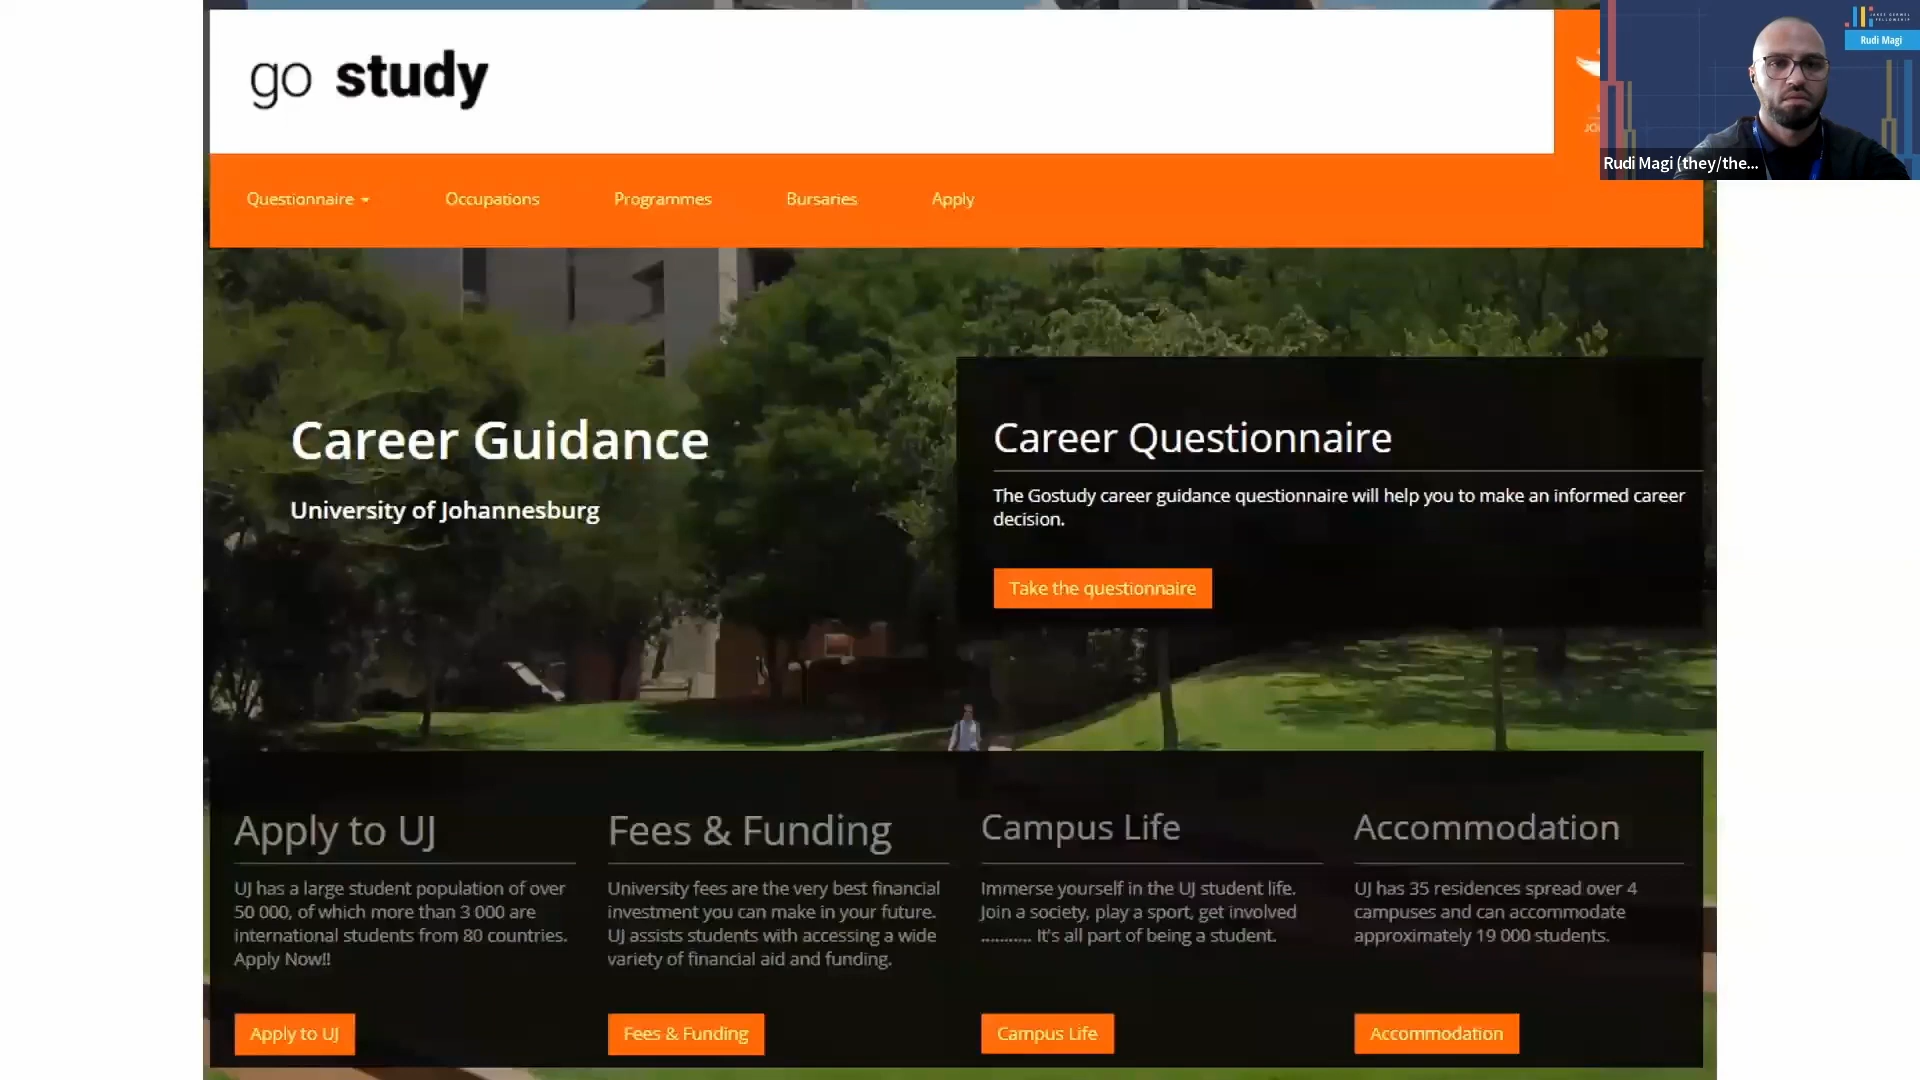 go study
JAKES GERWEL
FELLOWSHIP
Rudi Magi
Rudi Magi (they/the...
Questionnaire
Occupations
Programmes
Bursaries
Apply
Career Guidance
University of Johannesburg
Career Questionnaire
The Gostudy career guidance questionnaire will help you to make an informed career
decision.
Take the questionnaire
Apply to UJ
UJ has a large student population of over
50 000, of which more than 3 000 are
international students from 80 countries.
Apply Now!!
Apply to UJ
Fees & Funding
University fees are the very best financial
investment you can make in your future.
UJ assists students with accessing a wide
variety of financial aid and funding.
Fees & Funding
Campus Life
Immerse yourself in the UJ student life.
Join a society, play a sport, get involved
........... It's all part of being a student.
Campus Life
Accommodation
UJ has 35 residences spread over 4
campuses and can accommodate
approximately 19 000 students.
Accommodation